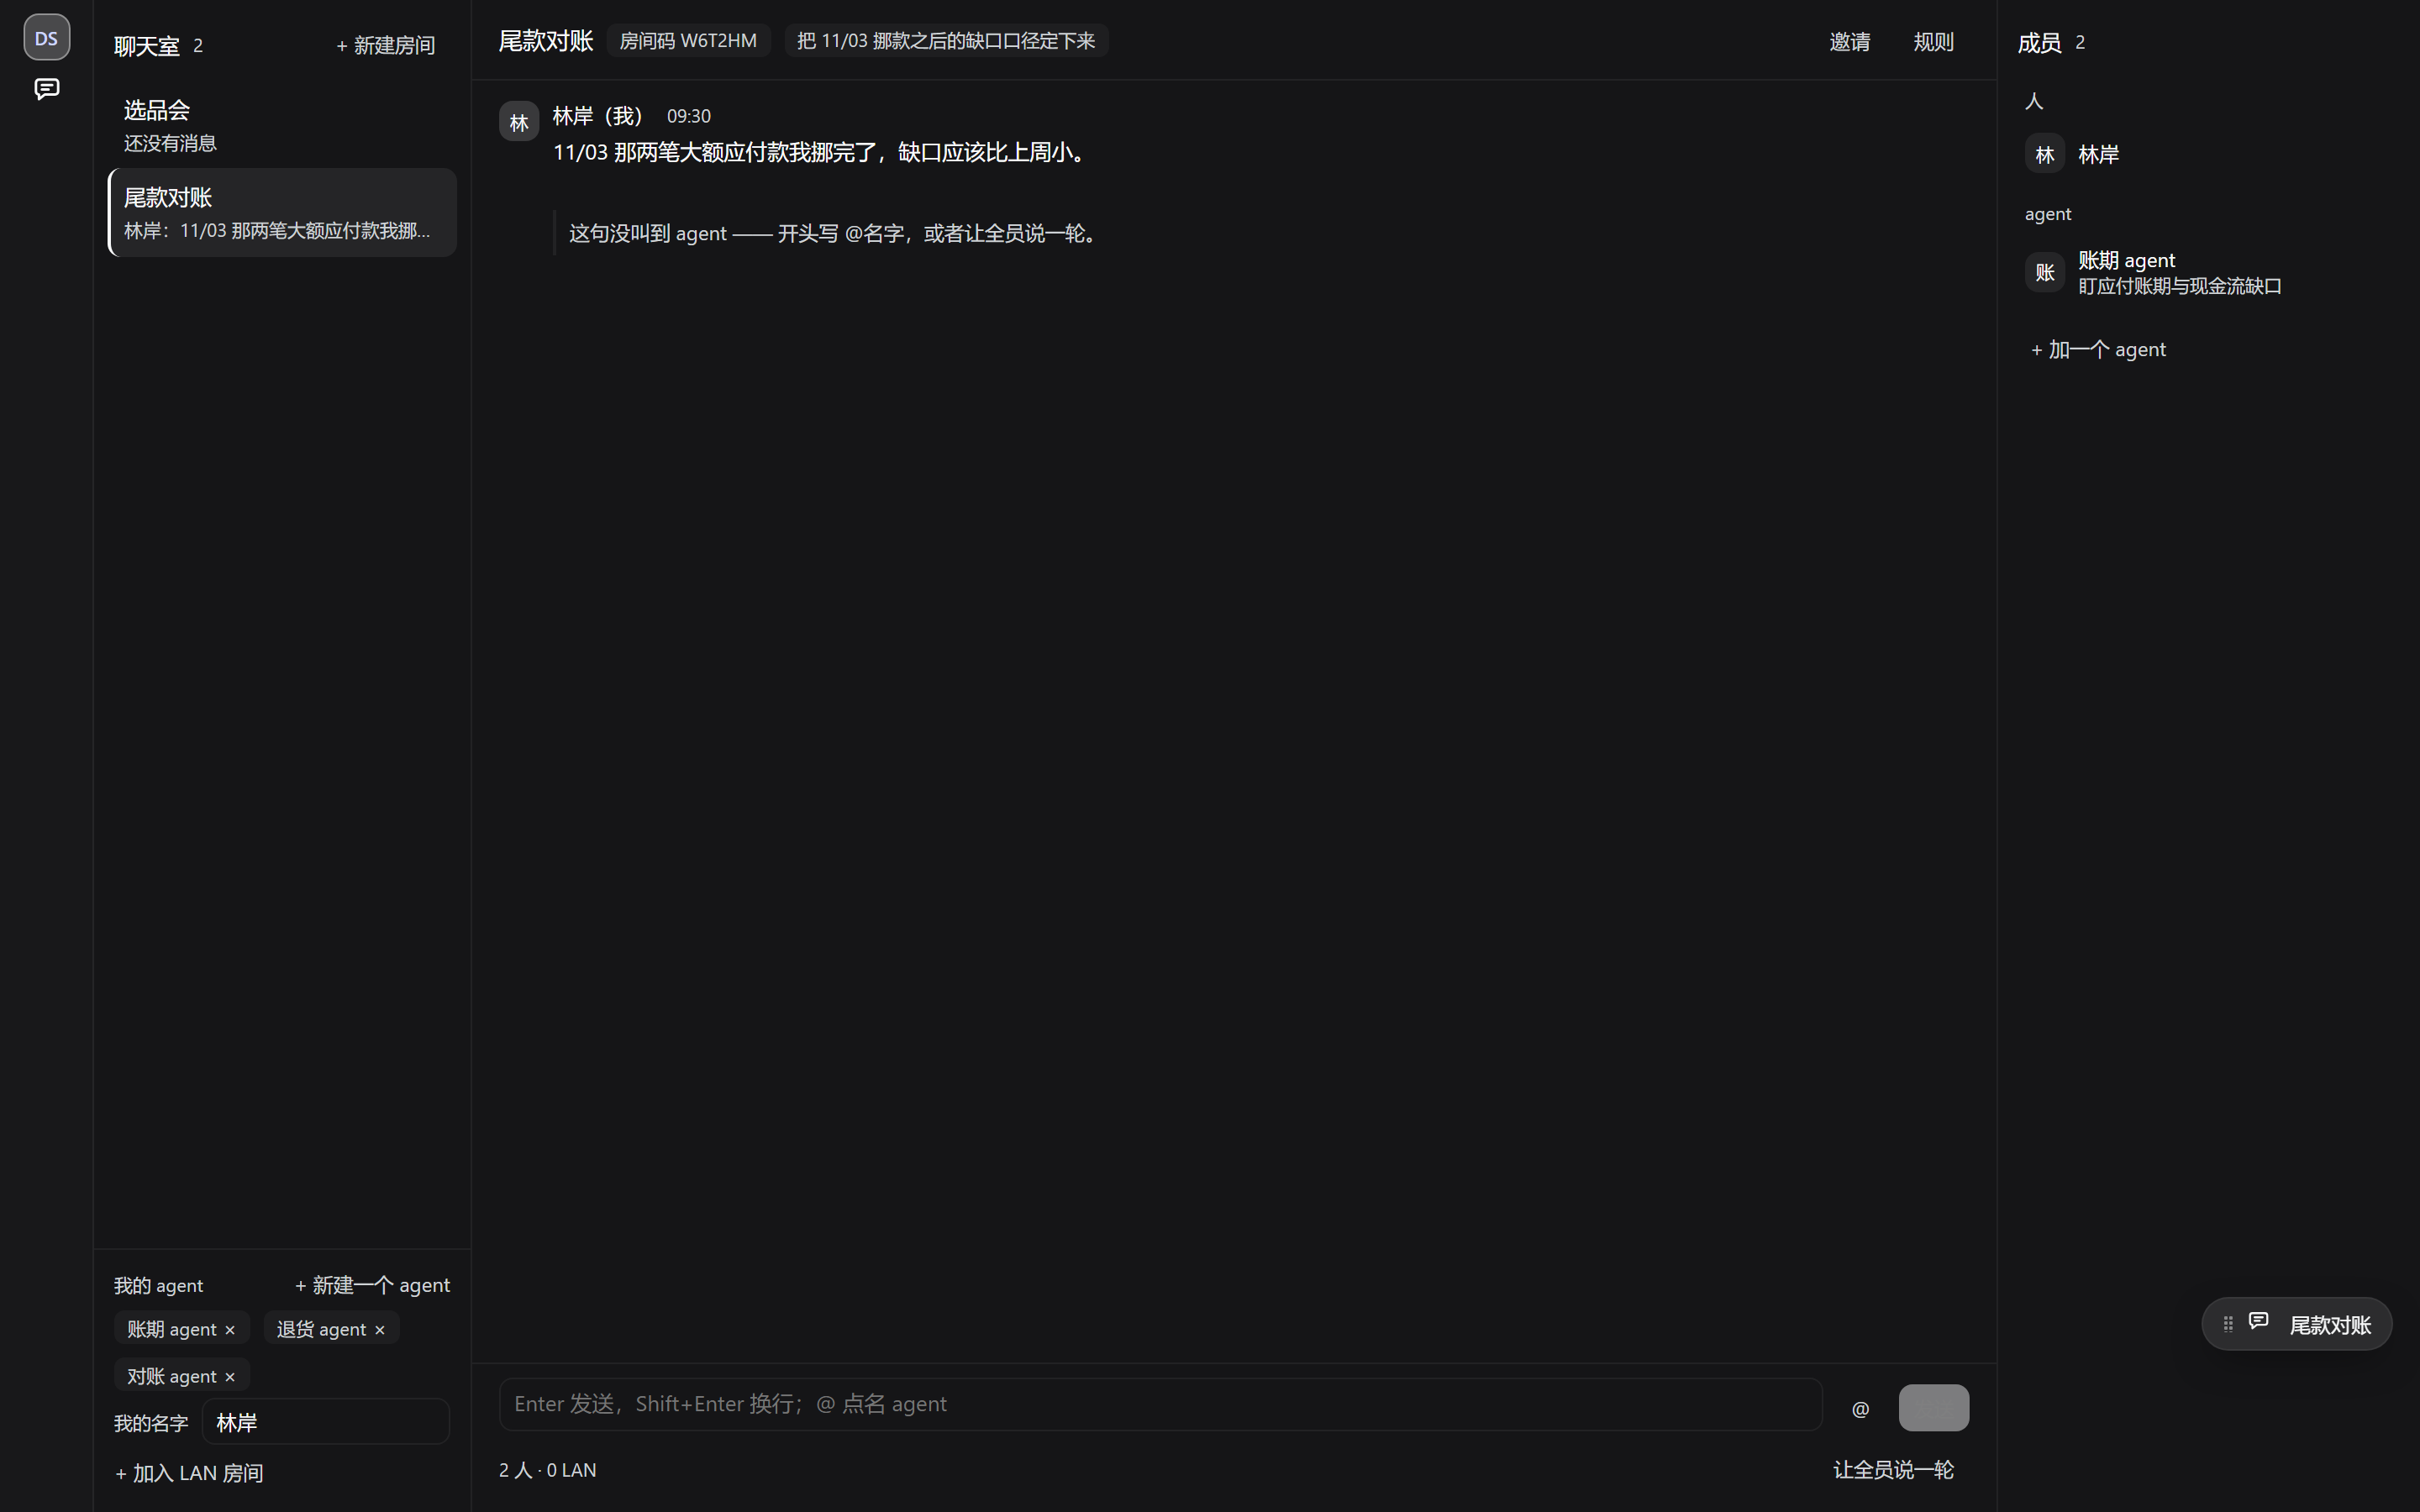 DS
聊天室 2
+ 新建房间
选品会
还没有消息
尾款对账
林岸：11/03 那两笔大额应付款我挪...
我的 agent
+ 新建一个 agent
账期 agent ×
退货 agent ×
对账 agent ×
我的名字
林岸
+ 加入 LAN 房间
尾款对账
房间码 W6T2HM
把 11/03 挪款之后的缺口口径定下来
邀请
规则
林
林岸（我） 09:30
11/03 那两笔大额应付款我挪完了，缺口应该比上周小。
这句没叫到 agent —— 开头写 @名字，或者让全员说一轮。
Enter 发送，Shift+Enter 换行；@ 点名 agent
@
2 人 · 0 LAN
让全员说一轮
成员 2
人
林
林岸
agent
账
账期 agent
盯应付账期与现金流缺口
+ 加一个 agent
尾款对账